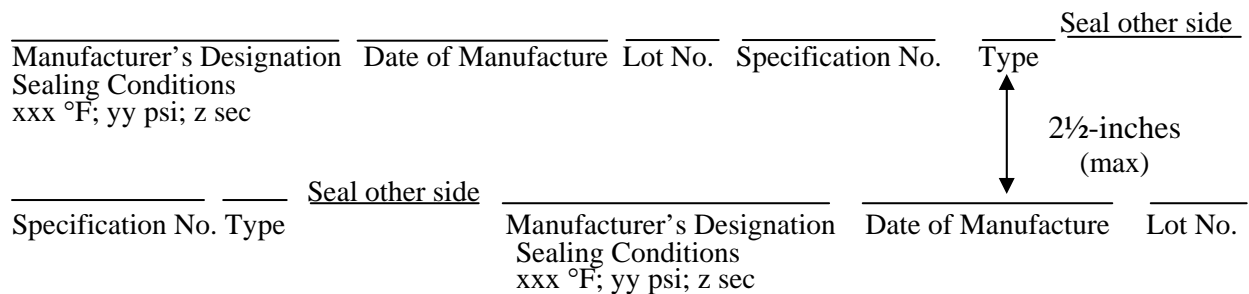 Seal other side
Manufacturer’s Designation Date of Manufacture Lot No. Specification No. Type
Sealing Conditions
xxx °F; yy psi; z sec
2½-inches
(max)
Seal other side
Specification No. Type Manufacturer’s Designation Date of Manufacture Lot No.
Sealing Conditions
xxx °F; yy psi; z sec